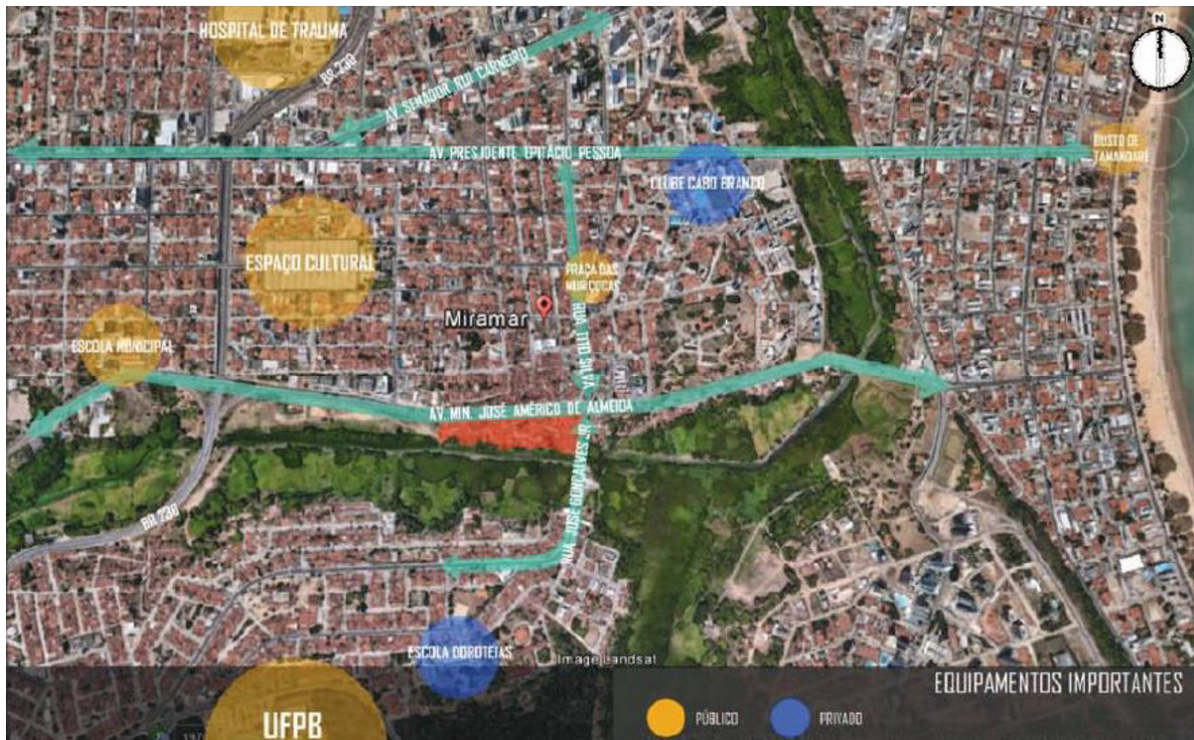 HOSPITAL DE TRAUMA
N
BR 230
AV SENADOR RUI CARNEIRO
AV. PRESIDENTE EPITÁCIO PESSOA
BUSTO DE
TAMANDARÉ
CLUBE CABO BRANCO
ESPAÇO CULTURAL
PRAÇA DAS
MURIÇOCAS
Miramar
RUA TITO SILVA
ESCOLA MUNICIPAL
AV. MIN. JOSÉ AMÉRICO DE ALMEIDA
RUA JOSÉ GONÇALVES JR
BR 230
ESCOLA DOROTEIAS
Image Landsat
EQUIPAMENTOS IMPORTANTES
UFPB
PÚBLICO
PRIVADO